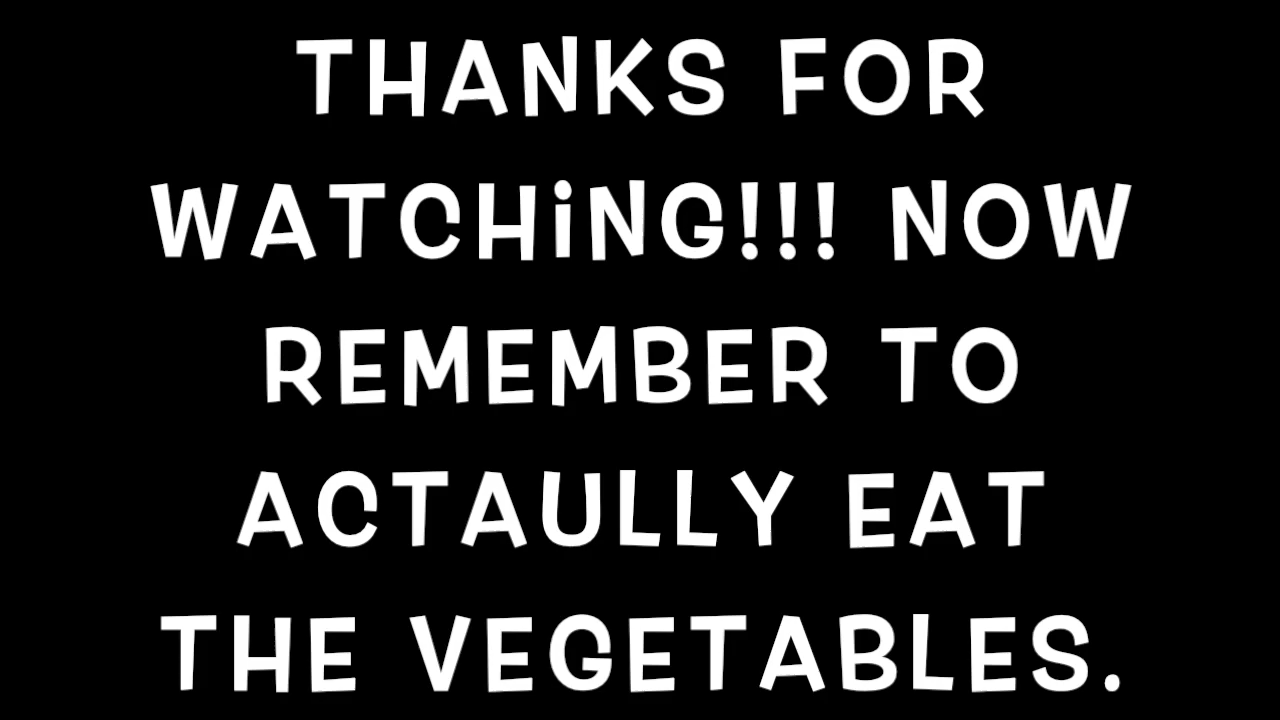 THANKS FOR
WATCHiNG!!! NOW
REMEMBER TO
ACTAULLY EAT
THE VEGETABLES.